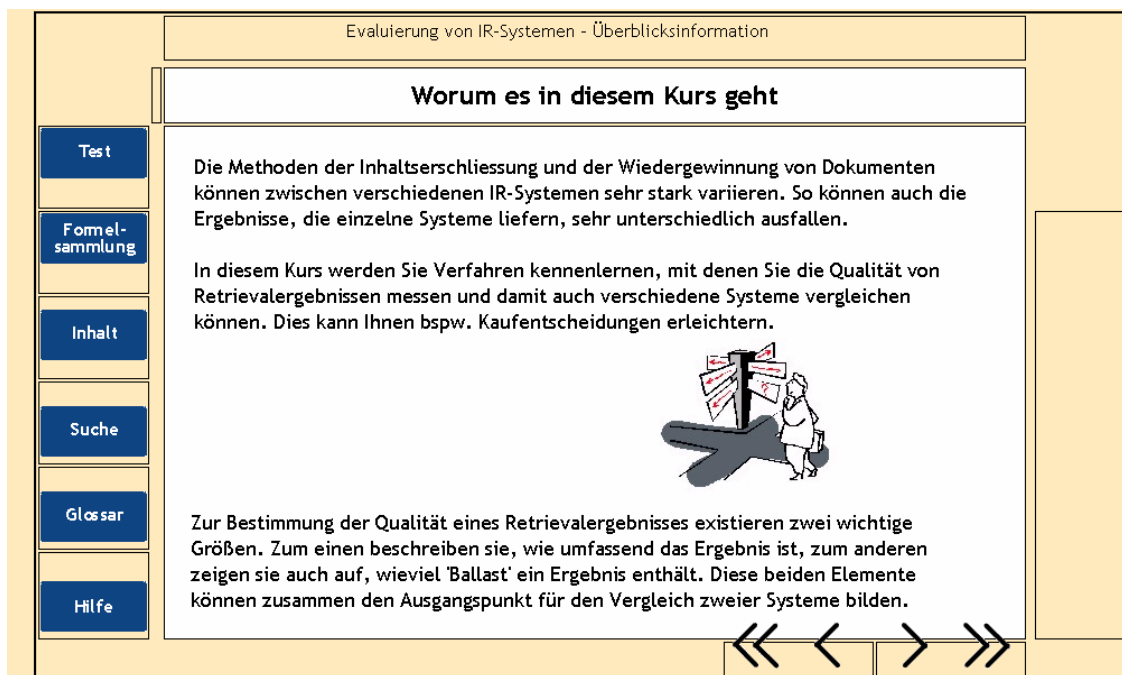 Evaluierung von IR-Systemen - Überblicksinformation
Worum es in diesem Kurs geht
Test
Formel-
sammlung
Inhalt
Suche
Glossar
Hilfe
Die Methoden der Inhaltserschliessung und der Wiedergewinnung von Dokumenten
können zwischen verschiedenen IR-Systemen sehr stark variieren. So können auch die
Ergebnisse, die einzelne Systeme liefern, sehr unterschiedlich ausfallen.
In diesem Kurs werden Sie Verfahren kennenlernen, mit denen Sie die Qualität von
Retrievalergebnissen messen und damit auch verschiedene Systeme vergleichen
können. Dies kann Ihnen bspw. Kaufentscheidungen erleichtern.
Zur Bestimmung der Qualität eines Retrievalergebnisses existieren zwei wichtige
Größen. Zum einen beschreiben sie, wie umfassend das Ergebnis ist, zum anderen
zeigen sie auch auf, wieviel 'Ballast' ein Ergebnis enthält. Diese beiden Elemente
können zusammen den Ausgangspunkt für den Vergleich zweier Systeme bilden.